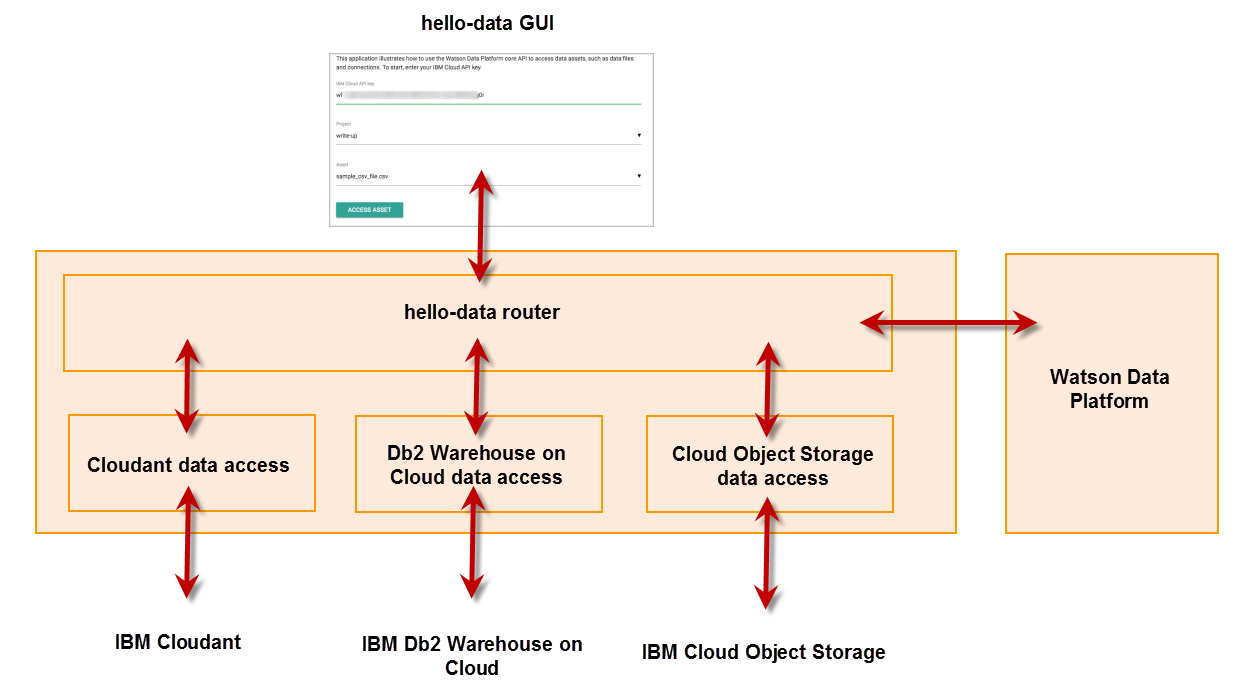 hello-data GUI
This application illustrates how to use the Watson Data Platform core API to access data assets, such as data files
and connections. To start, enter your IBM Cloud API key.
IBM Cloud API key
Project
write-up
Asset
sample_csv_file.csv
ACCESS ASSET
hello-data router
Watson Data
Platform
Cloudant data access
Db2 Warehouse on
Cloud data access
Cloud Object Storage
data access
IBM Cloudant
IBM Db2 Warehouse on
Cloud
IBM Cloud Object Storage